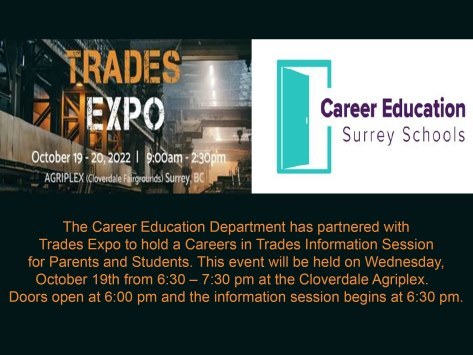 TRADES
EXPO
October 19 - 20, 2022 | 9:00am - 2:30pm
AGRIPLEX (Cloverdale Fairgrounds) Surrey, BC
Career Education
Surrey Schools
The Career Education Department has partnered with
Trades Expo to hold a Careers in Trades Information Session
for Parents and Students. This event will be held on Wednesday,
October 19th from 6:30 – 7:30 pm at the Cloverdale Agriplex.
Doors open at 6:00 pm and the information session begins at 6:30 pm.